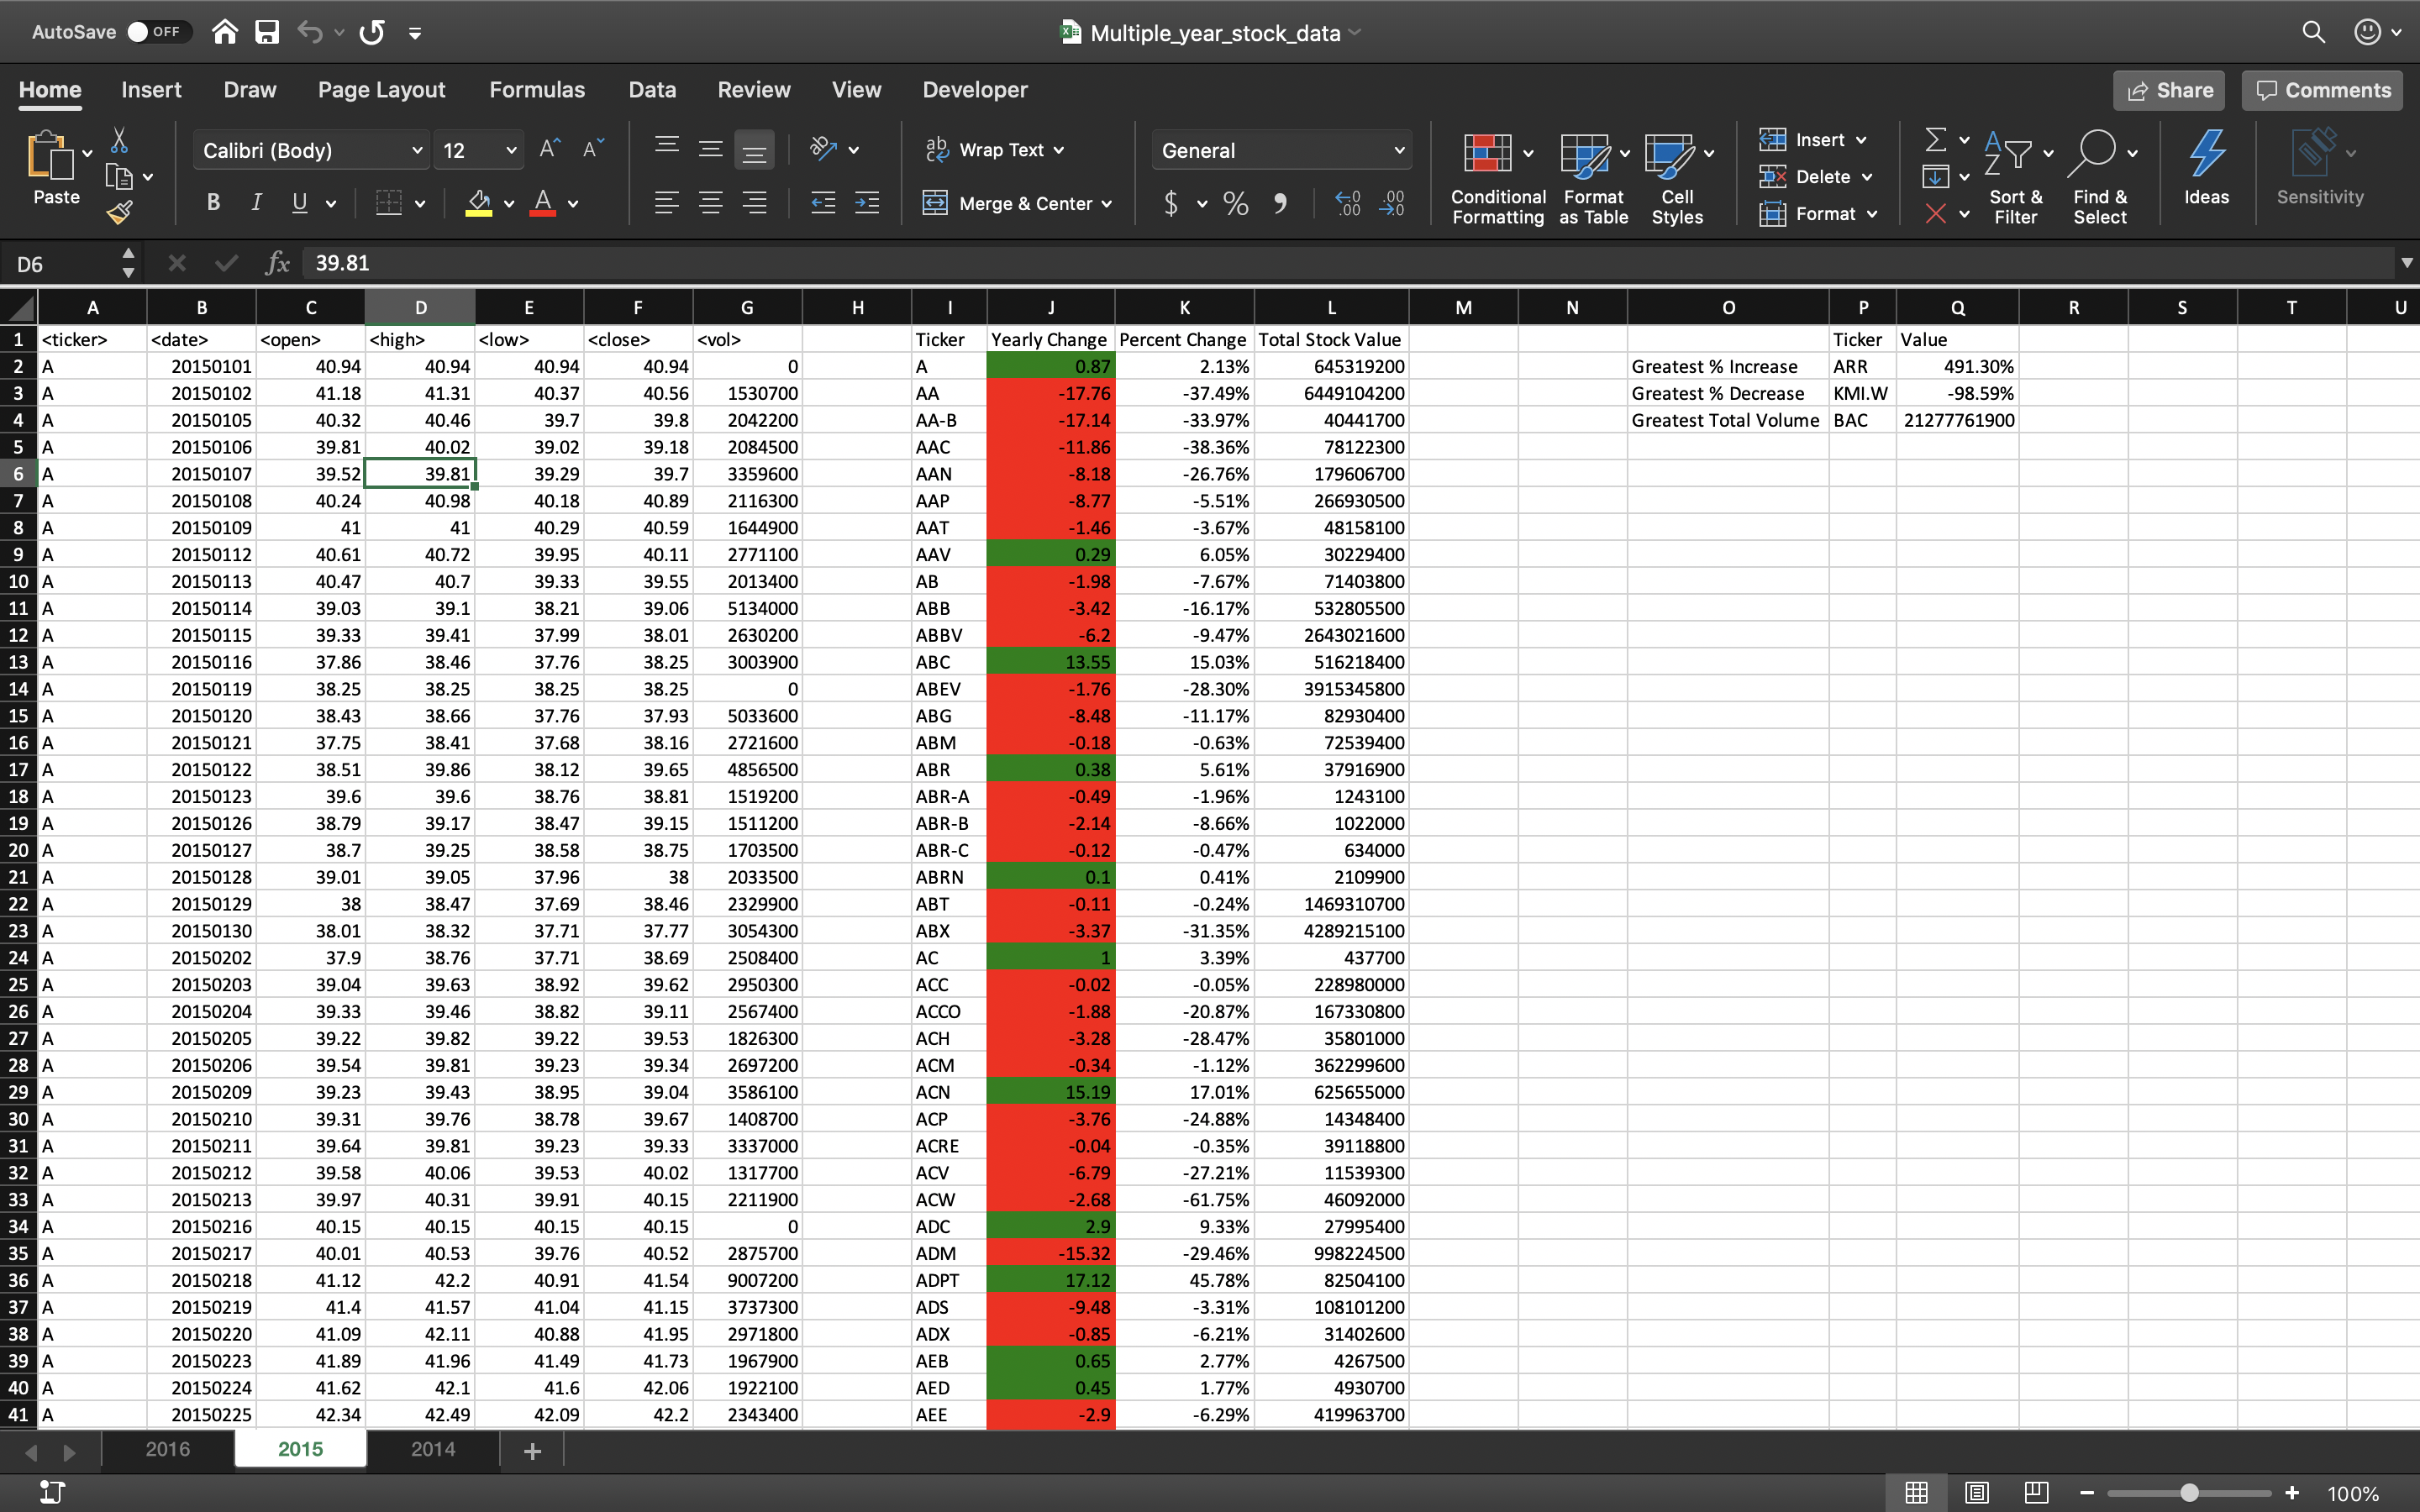 AutoSave OFF Multiple_year_stock_data
Home Insert Draw Page Layout Formulas Data Review View Developer Share Comments
Paste Calibri (Body) 12 Wrap Text General Conditional Formatting Format as Table Cell Styles Insert Sort & Filter Find & Select Ideas Sensitivity
B I U Merge & Center $ % Delete
Format
D6 fx 39.81
A B C D E F G H I J K L M N O P Q R S T U
1 <ticker> <date> <open> <high> <low> <close> <vol> Ticker Yearly Change Percent Change Total Stock Value Ticker Value
2 A 20150101 40.94 40.94 40.94 40.94 0 A 0.87 2.13% 645319200 Greatest % Increase ARR 491.30%
3 A 20150102 41.18 41.31 40.37 40.56 1530700 AA -17.76 -37.49% 6449104200 Greatest % Decrease KMI.W -98.59%
4 A 20150105 40.32 40.46 39.7 39.8 2042200 AA-B -17.14 -33.97% 40441700 Greatest Total Volume BAC 21277761900
5 A 20150106 39.81 40.02 39.02 39.18 2084500 AAC -11.86 -38.36% 78122300
6 A 20150107 39.52 39.81 39.29 39.7 3359600 AAN -8.18 -26.76% 179606700
7 A 20150108 40.24 40.98 40.18 40.89 2116300 AAP -8.77 -5.51% 266930500
8 A 20150109 41 41 40.29 40.59 1644900 AAT -1.46 -3.67% 48158100
9 A 20150112 40.61 40.72 39.95 40.11 2771100 AAV 0.29 6.05% 30229400
10 A 20150113 40.47 40.7 39.33 39.55 2013400 AB -1.98 -7.67% 71403800
11 A 20150114 39.03 39.1 38.21 39.06 5134000 ABB -3.42 -16.17% 532805500
12 A 20150115 39.33 39.41 37.99 38.01 2630200 ABBV -6.2 -9.47% 2643021600
13 A 20150116 37.86 38.46 37.76 38.25 3003900 ABC 13.55 15.03% 516218400
14 A 20150119 38.25 38.25 38.25 38.25 0 ABEV -1.76 -28.30% 3915345800
15 A 20150120 38.43 38.66 37.76 37.93 5033600 ABG -8.48 -11.17% 82930400
16 A 20150121 37.75 38.41 37.68 38.16 2721600 ABM -0.18 -0.63% 72539400
17 A 20150122 38.51 39.86 38.12 39.65 4856500 ABR 0.38 5.61% 37916900
18 A 20150123 39.6 39.6 38.76 38.81 1519200 ABR-A -0.49 -1.96% 1243100
19 A 20150126 38.79 39.17 38.47 39.15 1511200 ABR-B -2.14 -8.66% 1022000
20 A 20150127 38.7 39.25 38.58 38.75 1703500 ABR-C -0.12 -0.47% 634000
21 A 20150128 39.01 39.05 37.96 38 2033500 ABRN 0.1 0.41% 2109900
22 A 20150129 38 38.47 37.69 38.46 2329900 ABT -0.11 -0.24% 1469310700
23 A 20150130 38.01 38.32 37.71 37.77 3054300 ABX -3.37 -31.35% 4289215100
24 A 20150202 37.9 38.76 37.71 38.69 2508400 AC 1 3.39% 437700
25 A 20150203 39.04 39.63 38.92 39.62 2950300 ACC -0.02 -0.05% 228980000
26 A 20150204 39.33 39.46 38.82 39.11 2567400 ACCO -1.88 -20.87% 167330800
27 A 20150205 39.22 39.82 39.22 39.53 1826300 ACH -3.28 -28.47% 35801000
28 A 20150206 39.54 39.81 39.23 39.34 2697200 ACM -0.34 -1.12% 362299600
29 A 20150209 39.23 39.43 38.95 39.04 3586100 ACN 15.19 17.01% 625655000
30 A 20150210 39.31 39.76 38.78 39.67 1408700 ACP -3.76 -24.88% 14348400
31 A 20150211 39.64 39.81 39.23 39.33 3337000 ACRE -0.04 -0.35% 39118800
32 A 20150212 39.58 40.06 39.53 40.02 1317700 ACV -6.79 -27.21% 11539300
33 A 20150213 39.97 40.31 39.91 40.15 2211900 ACW -2.68 -61.75% 46092000
34 A 20150216 40.15 40.15 40.15 40.15 0 ADC 2.9 9.33% 27995400
35 A 20150217 40.01 40.53 39.76 40.52 2875700 ADM -15.32 -29.46% 998224500
36 A 20150218 41.12 42.2 40.91 41.54 9007200 ADPT 17.12 45.78% 82504100
37 A 20150219 41.4 41.57 41.04 41.15 3737300 ADS -9.48 -3.31% 108101200
38 A 20150220 41.09 42.11 40.88 41.95 2971800 ADX -0.85 -6.21% 31402600
39 A 20150223 41.89 41.96 41.49 41.73 1967900 AEB 0.65 2.77% 4267500
40 A 20150224 41.62 42.1 41.6 42.06 1922100 AED 0.45 1.77% 4930700
41 A 20150225 42.34 42.49 42.09 42.2 2343400 AEE -2.9 -6.29% 419963700
2016 2015 2014 +
100%